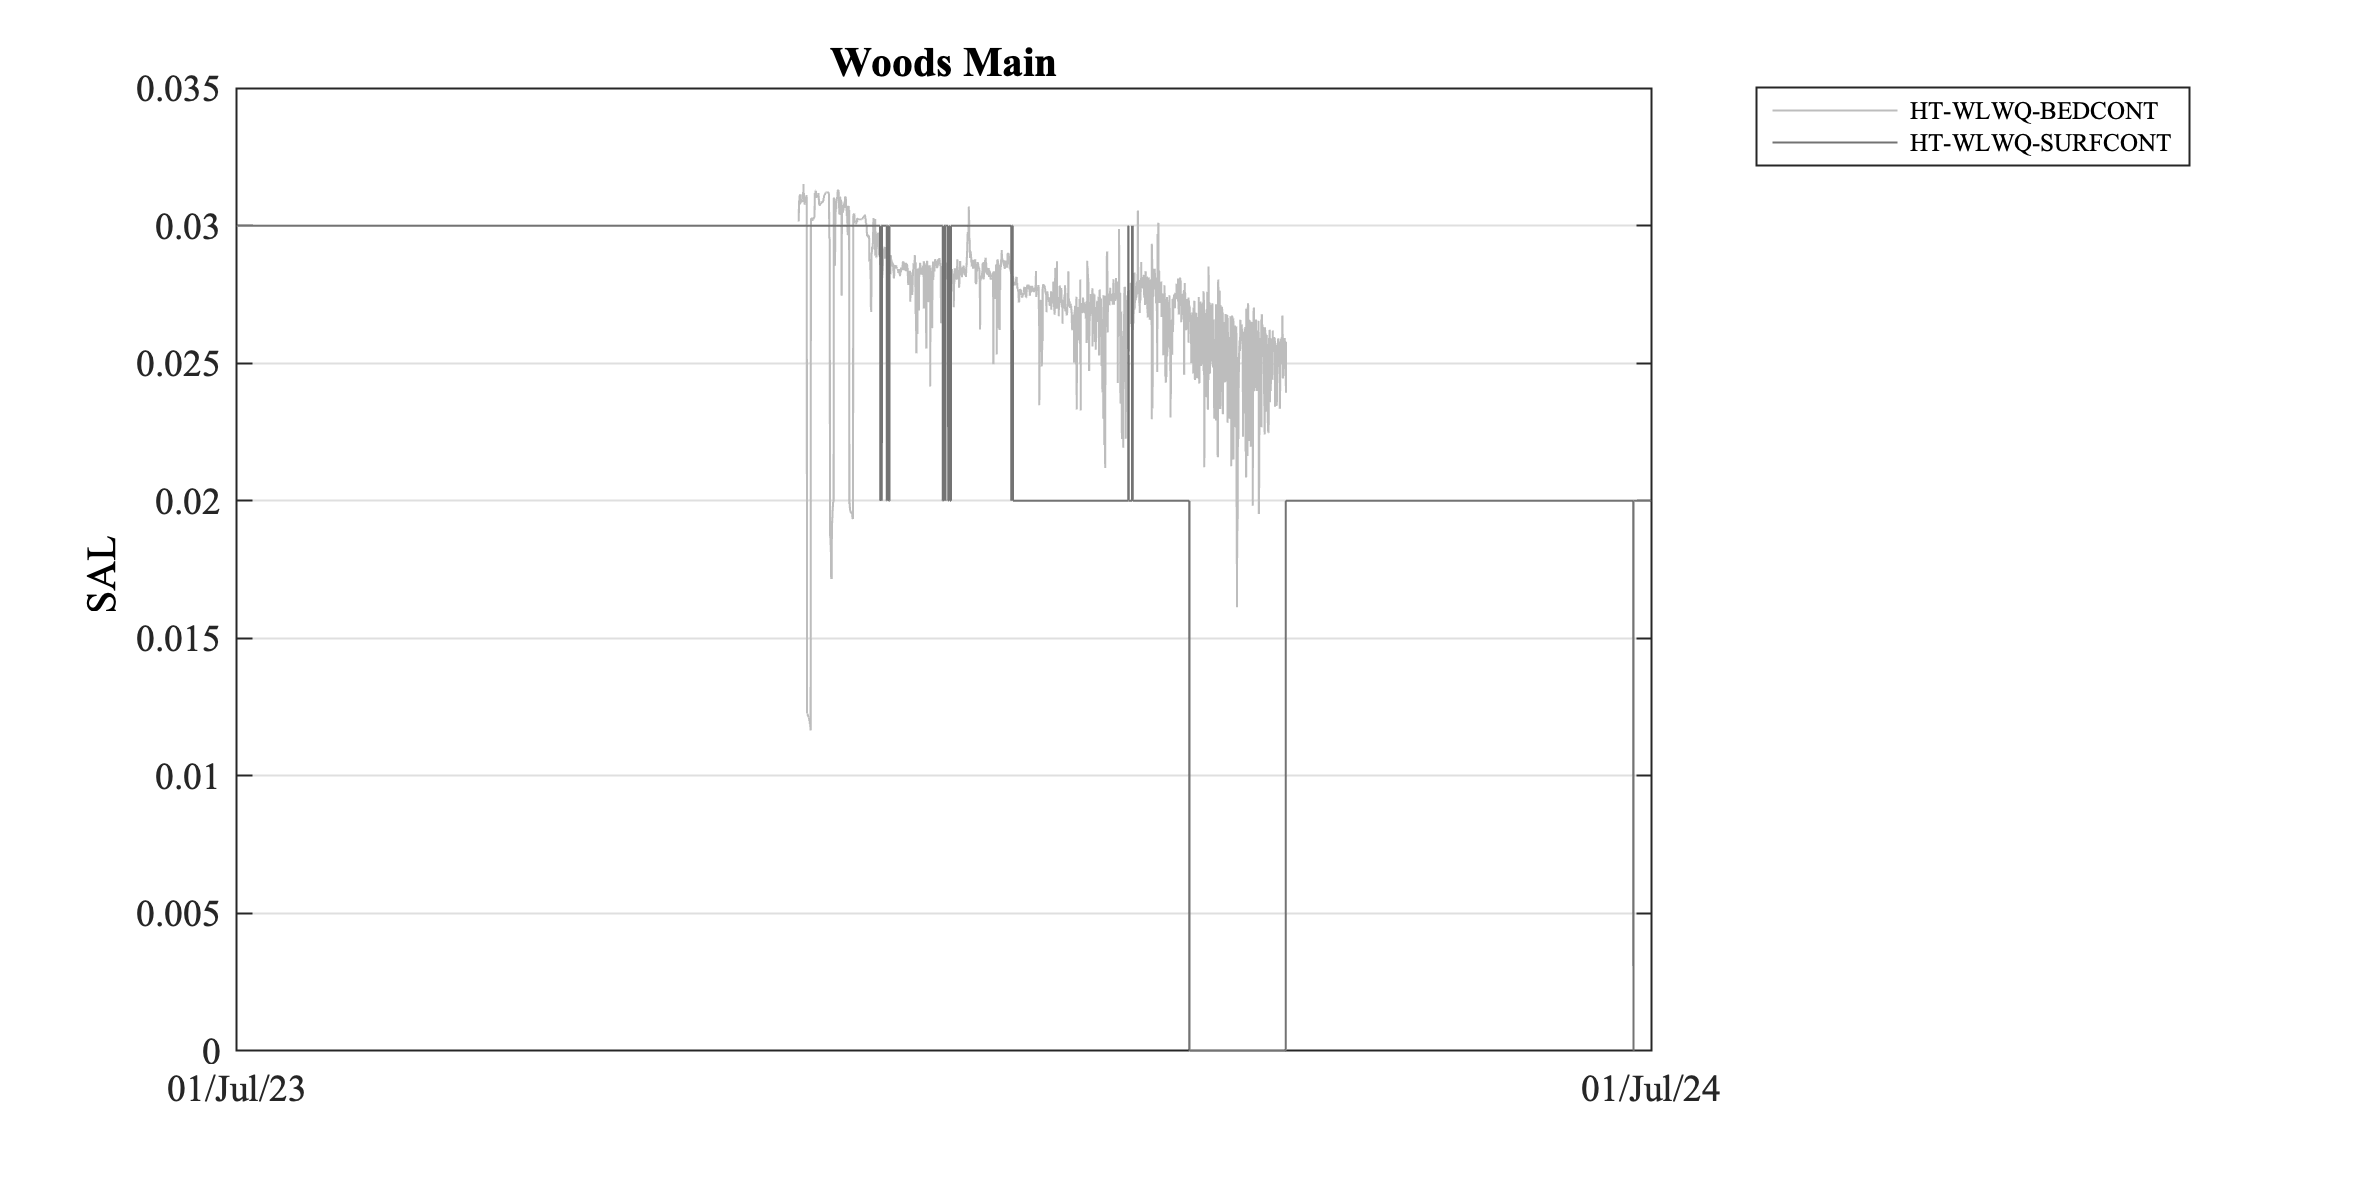 Woods Main
0.035
0.03
0.025
0.02
0.015
0.01
0.005
0
SAL
01/Jul/23
01/Jul/24
HT-WLWQ-BEDCONT
HT-WLWQ-SURFCONT